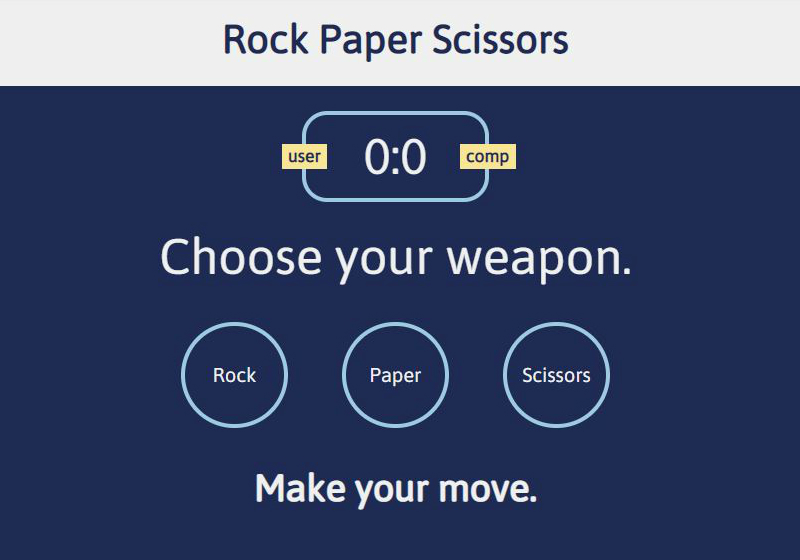 Rock Paper Scissors
user 0:0 comp
Choose your weapon.
Rock Paper Scissors
Make your move.